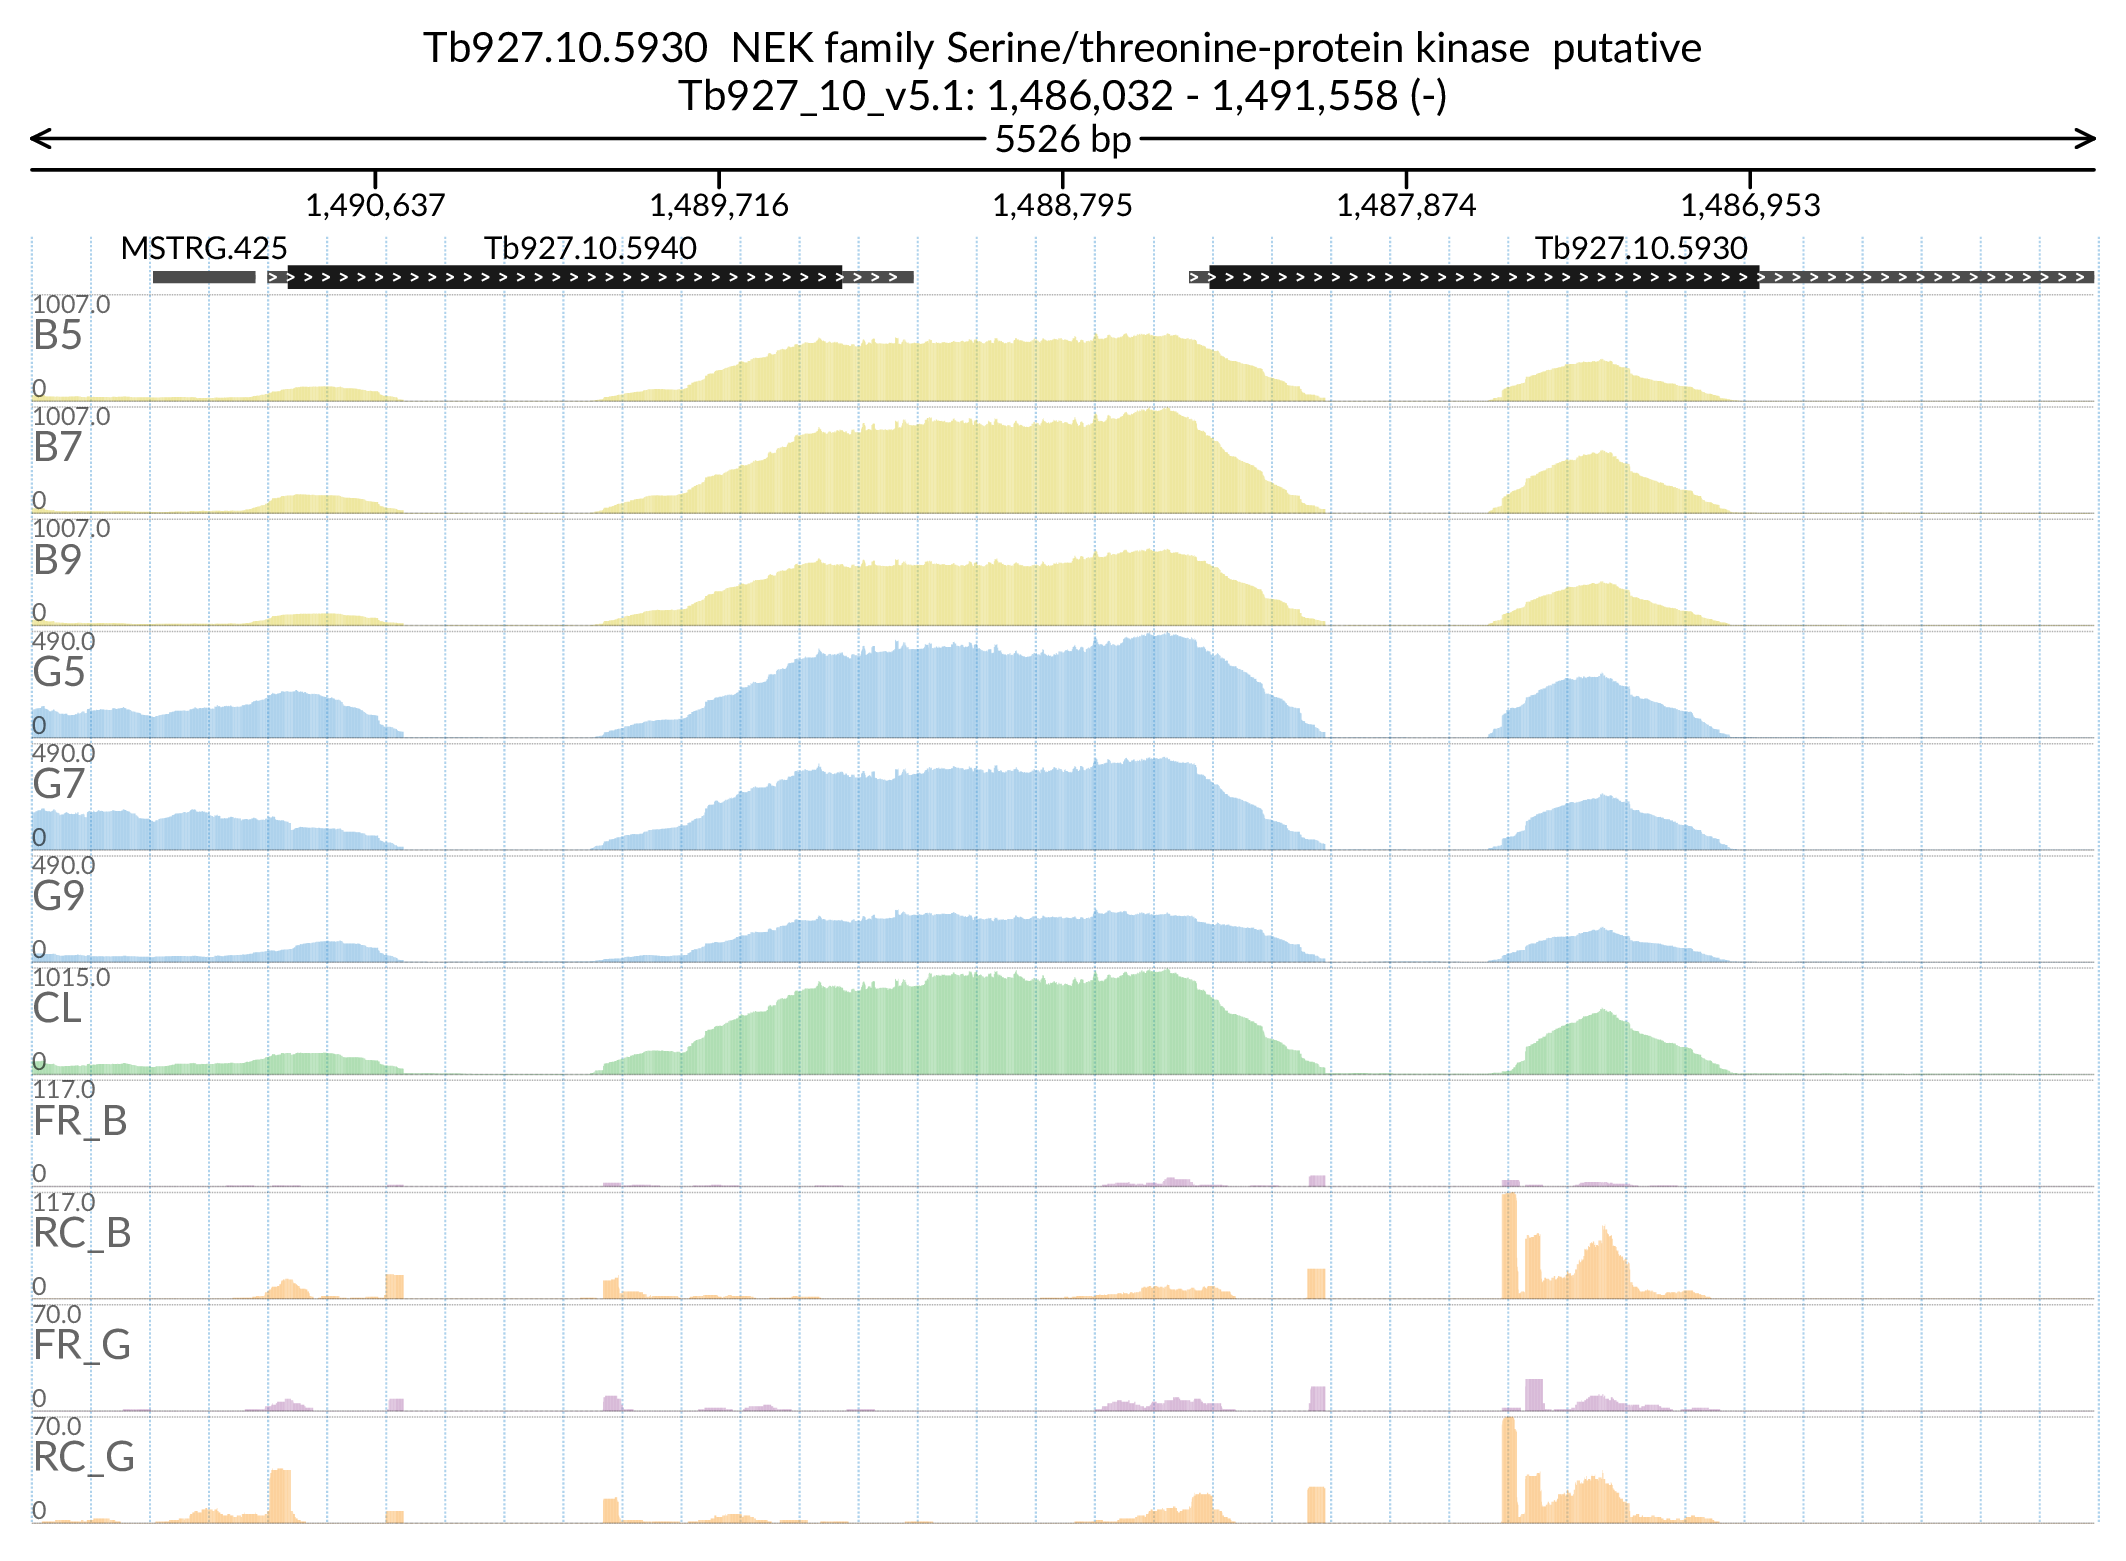 Tb927.10.5930  NEK family Serine/threonine-protein kinase  putative
Tb927_10_v5.1: 1,486,032 - 1,491,558 (-)
5526 bp
1,490,637 1,489,716 1,488,795 1,487,874 1,486,953
MSTRG.425 Tb927.10.5940 Tb927.10.5930
1007.0
B5
0
1007.0
B7
0
1007.0
B9
0
490.0
G5
0
490.0
G7
0
490.0
G9
0
1015.0
CL
0
117.0
FR_B
0
117.0
RC_B
0
70.0
FR_G
0
70.0
RC_G
0